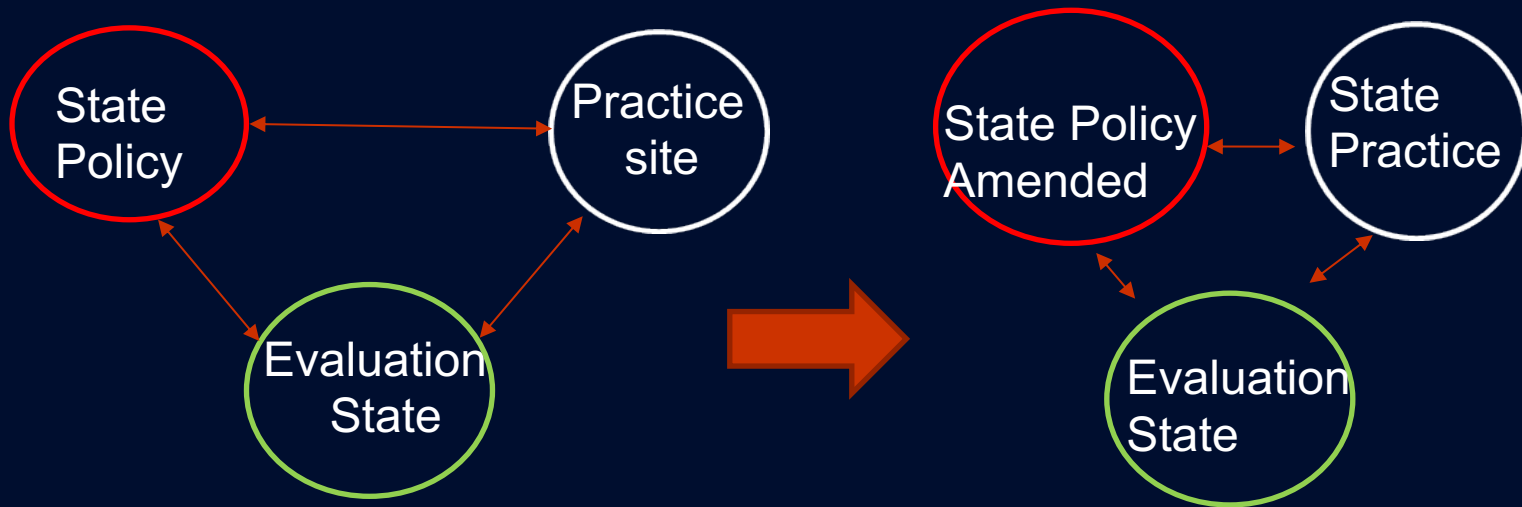 State
Policy
Practice
site
Evaluation
State
State Policy
Amended
State
Practice
Evaluation
State